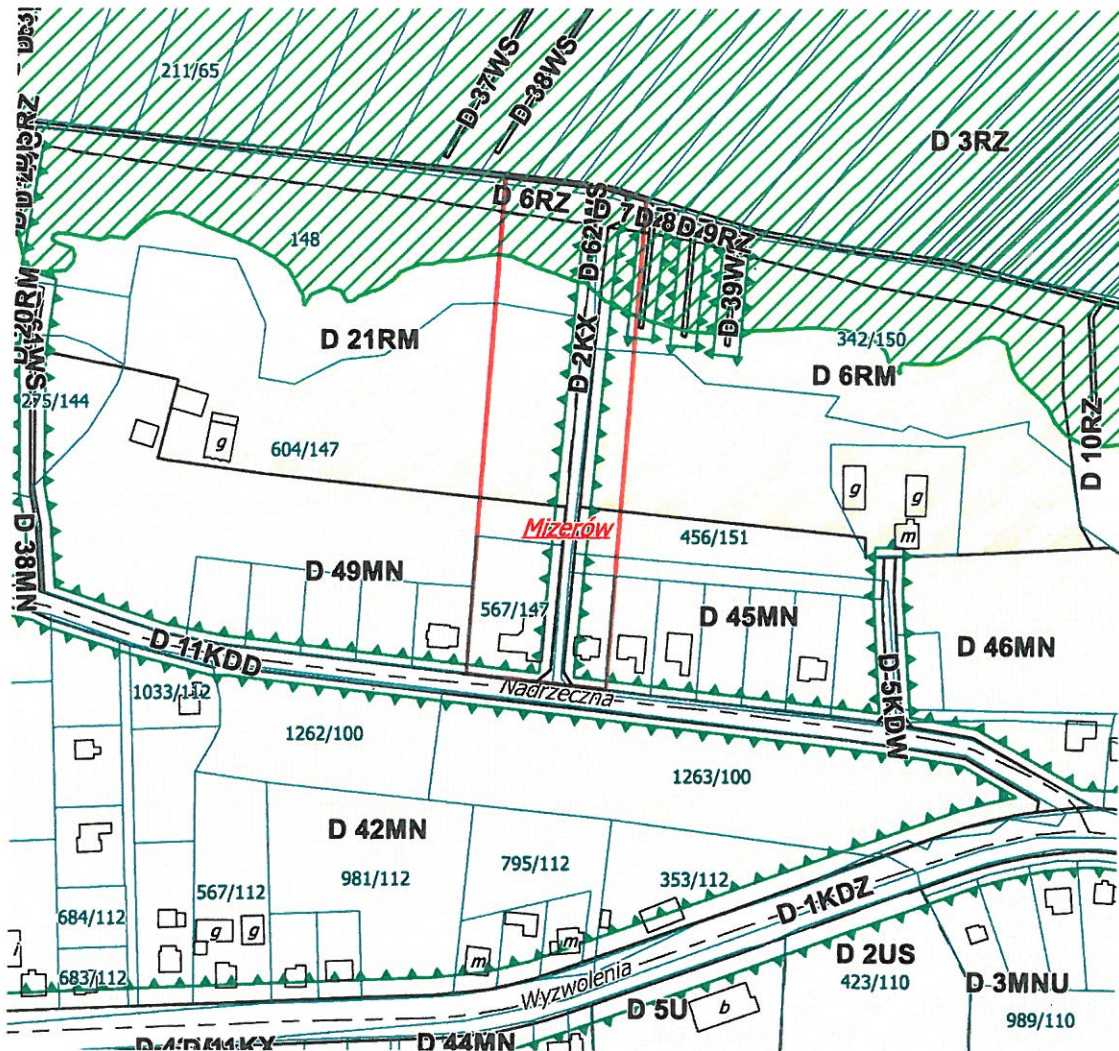 211/65
D 37WS
D 38WS
D 3RZ
D 6RZ
D 9RZ
D 62WS
148
D 39W
342/150
D 21RM
D 20RM
D 2KX
D 6RM
D 10RZ
275/144
g
604/147
g
g
m
Mizerów
456/151
D 38MN
D 49MN
567/147
D 45MN
D 46MN
D 11KDD
Nadrzeczna
D 5KDW
1033/112
1262/100
1263/100
D 42MN
795/112
567/112
981/112
353/112
D 1KDZ
684/112
g
g
i
m
m
683/112
Wyzwolenia
D 2US
423/110
D 3MNU
D 5U
b
989/110
D 44MN